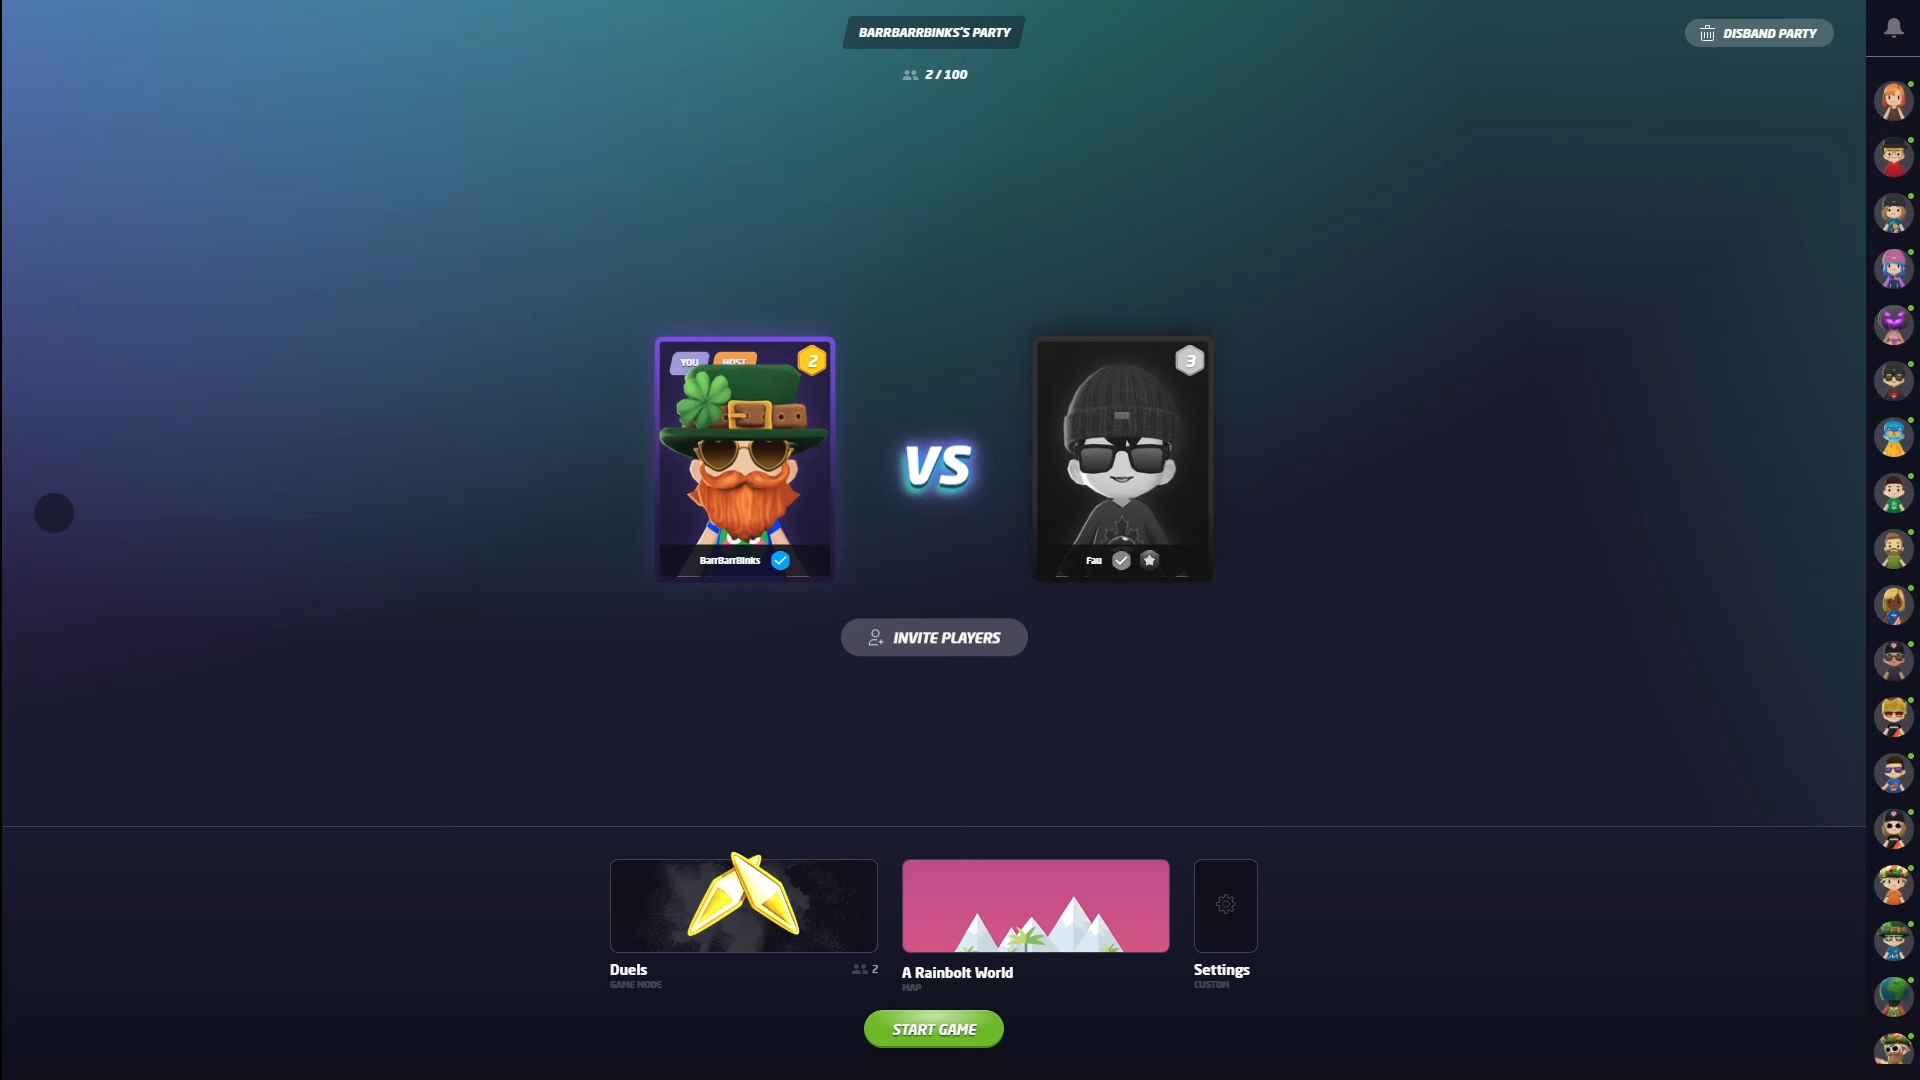 BARRBARRBINKS'S PARTY
DISBAND PARTY
2 / 100
YOU
HOST
2
3
VS
BarrBarrBinks
Fau
INVITE PLAYERS
Duels
2
GAME MODE
A Rainbolt World
MAP
Settings
CUSTOM
START GAME